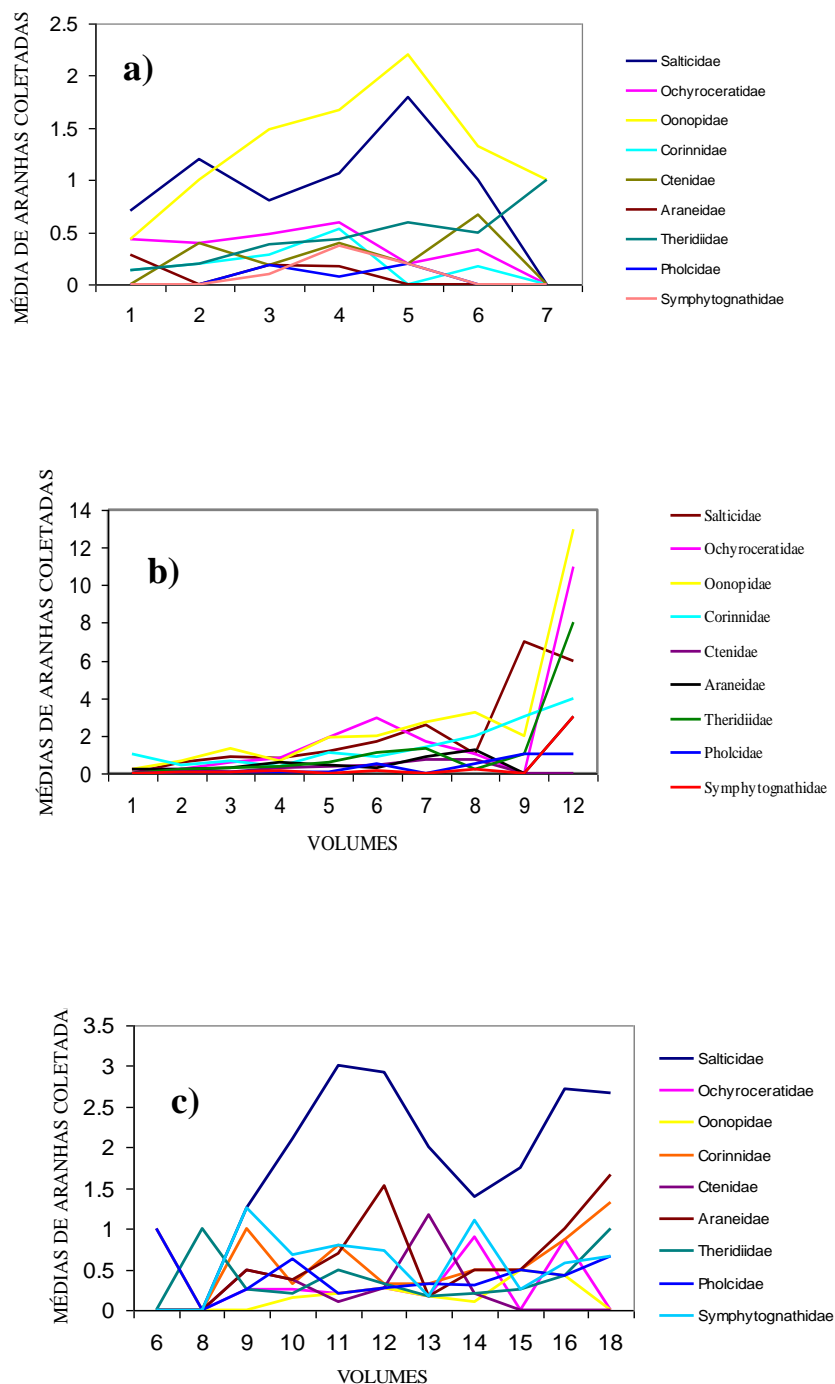 a)
MÉDIA DE ARANHAS COLETADAS
2.5
2
1.5
1
0.5
0
1 2 3 4 5 6 7
Salticidae
Ochyroceratidae
Oonopidae
Corinnidae
Ctenidae
Araneidae
Theridiidae
Pholcidae
Symphytognathidae
b)
MÉDIAS DE ARANHAS COLETADAS
14
12
10
8
6
4
2
0
1 2 3 4 5 6 7 8 9 12
VOLUMES
Salticidae
Ochyroceratidae
Oonopidae
Corinnidae
Ctenidae
Araneidae
Theridiidae
Pholcidae
Symphytognathidae
c)
MÉDIAS DE ARANHAS COLETADA
3.5
3
2.5
2
1.5
1
0.5
0
6 8 9 10 11 12 13 14 15 16 18
VOLUMES
Salticidae
Ochyroceratidae
Oonopidae
Corinnidae
Ctenidae
Araneidae
Theridiidae
Pholcidae
Symphytognathidae